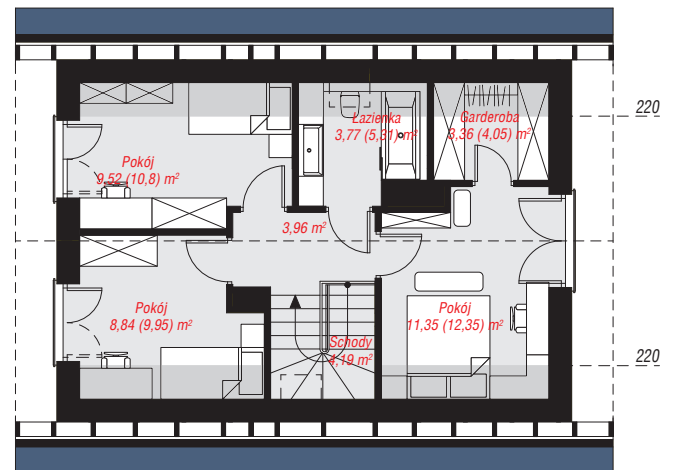 220
Łazienka
3,77 (5,31) m²
Garderoba
3,36 (4,05) m²
Pokój
9,52 (10,8) m²
3,96 m²
Pokój
8,84 (9,95) m²
Pokój
11,35 (12,35) m²
Schody
4,19 m²
220